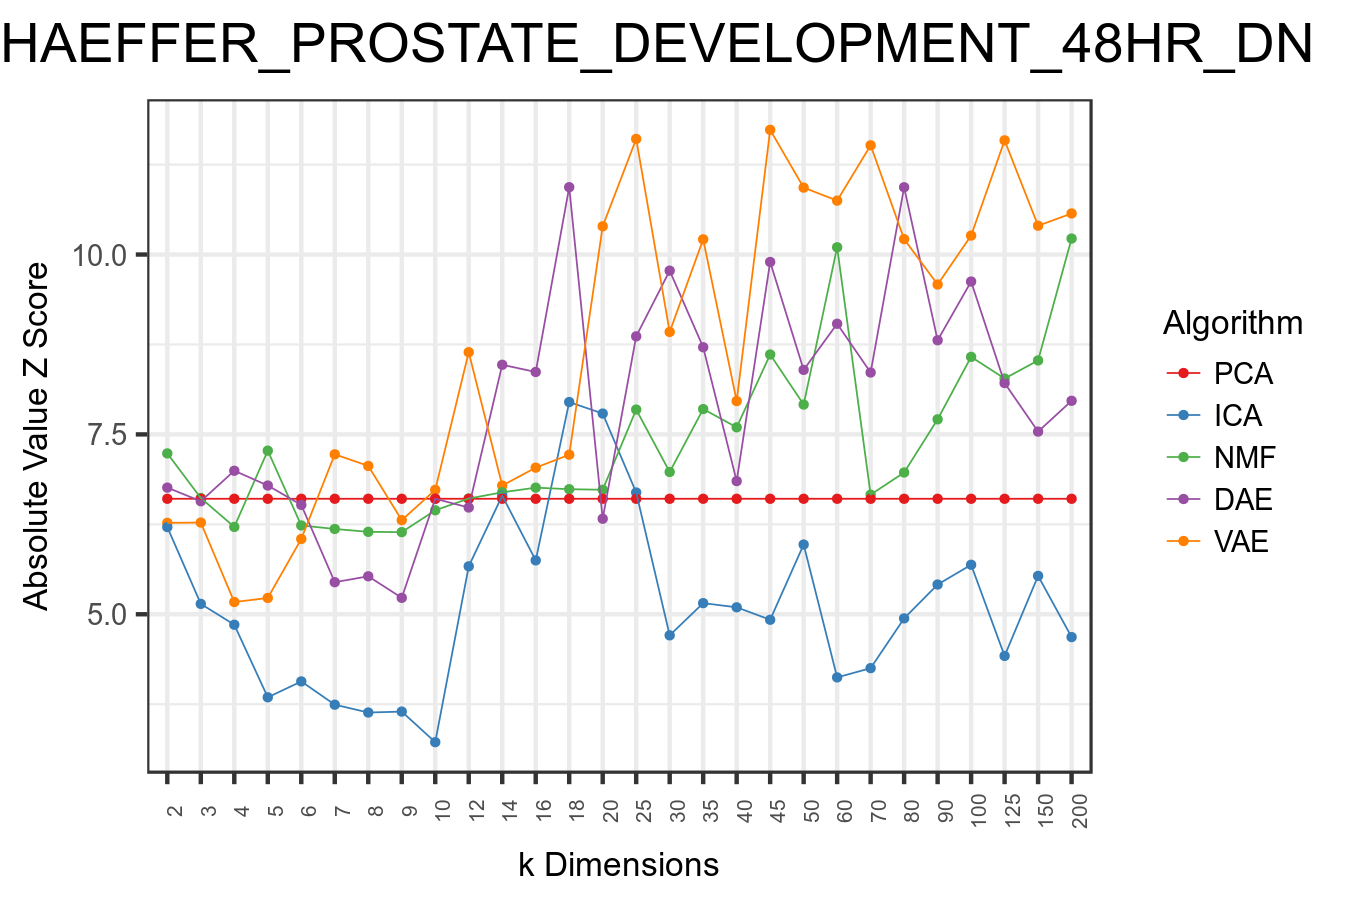 HAEFFER_PROSTATE_DEVELOPMENT_48HR_DN
Absolute Value Z Score
10.0
7.5
5.0
2 3 4 5 6 7 8 9 10 12 14 16 18 20 25 30 35 40 45 50 60 70 80 90 100 125 150 200
k Dimensions
Algorithm
PCA
ICA
NMF
DAE
VAE